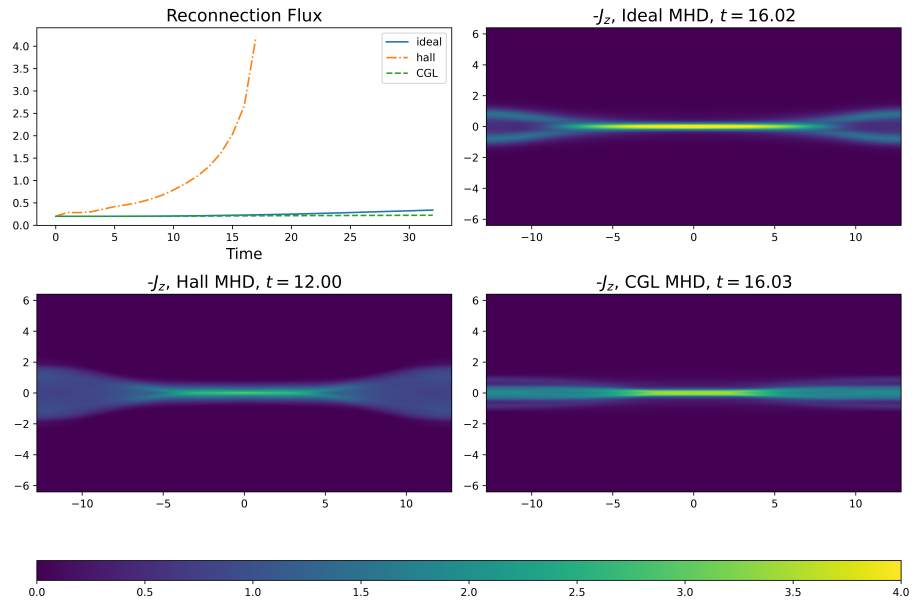 Reconnection Flux
4.0
3.5
3.0
2.5
2.0
1.5
1.0
0.5
0.0
ideal
hall
CGL
0 5 10 15 20 25 30
Time
-J_z, Ideal MHD, t = 16.02
6
4
2
0
−2
−4
−6
−10 −5 0 5 10
-J_z, Hall MHD, t = 12.00
6
4
2
0
−2
−4
−6
−10 −5 0 5 10
-J_z, CGL MHD, t = 16.03
6
4
2
0
−2
−4
−6
−10 −5 0 5 10
0.0 0.5 1.0 1.5 2.0 2.5 3.0 3.5 4.0